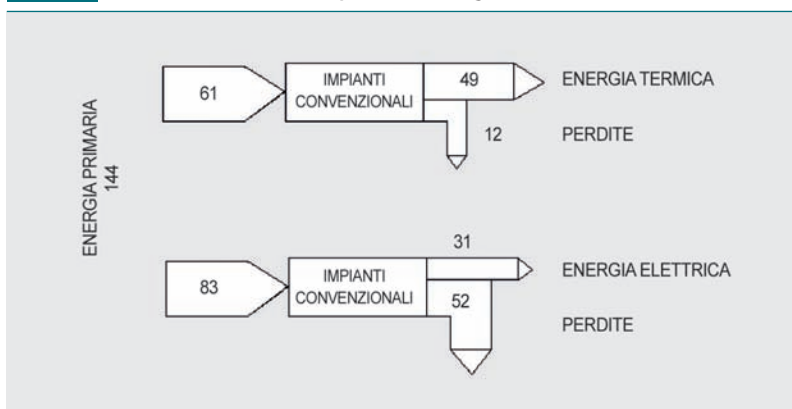 ENERGIA PRIMARIA
144
61
IMPIANTI
CONVENZIONALI
49
ENERGIA TERMICA
12
PERDITE
83
IMPIANTI
CONVENZIONALI
31
ENERGIA ELETTRICA
52
PERDITE